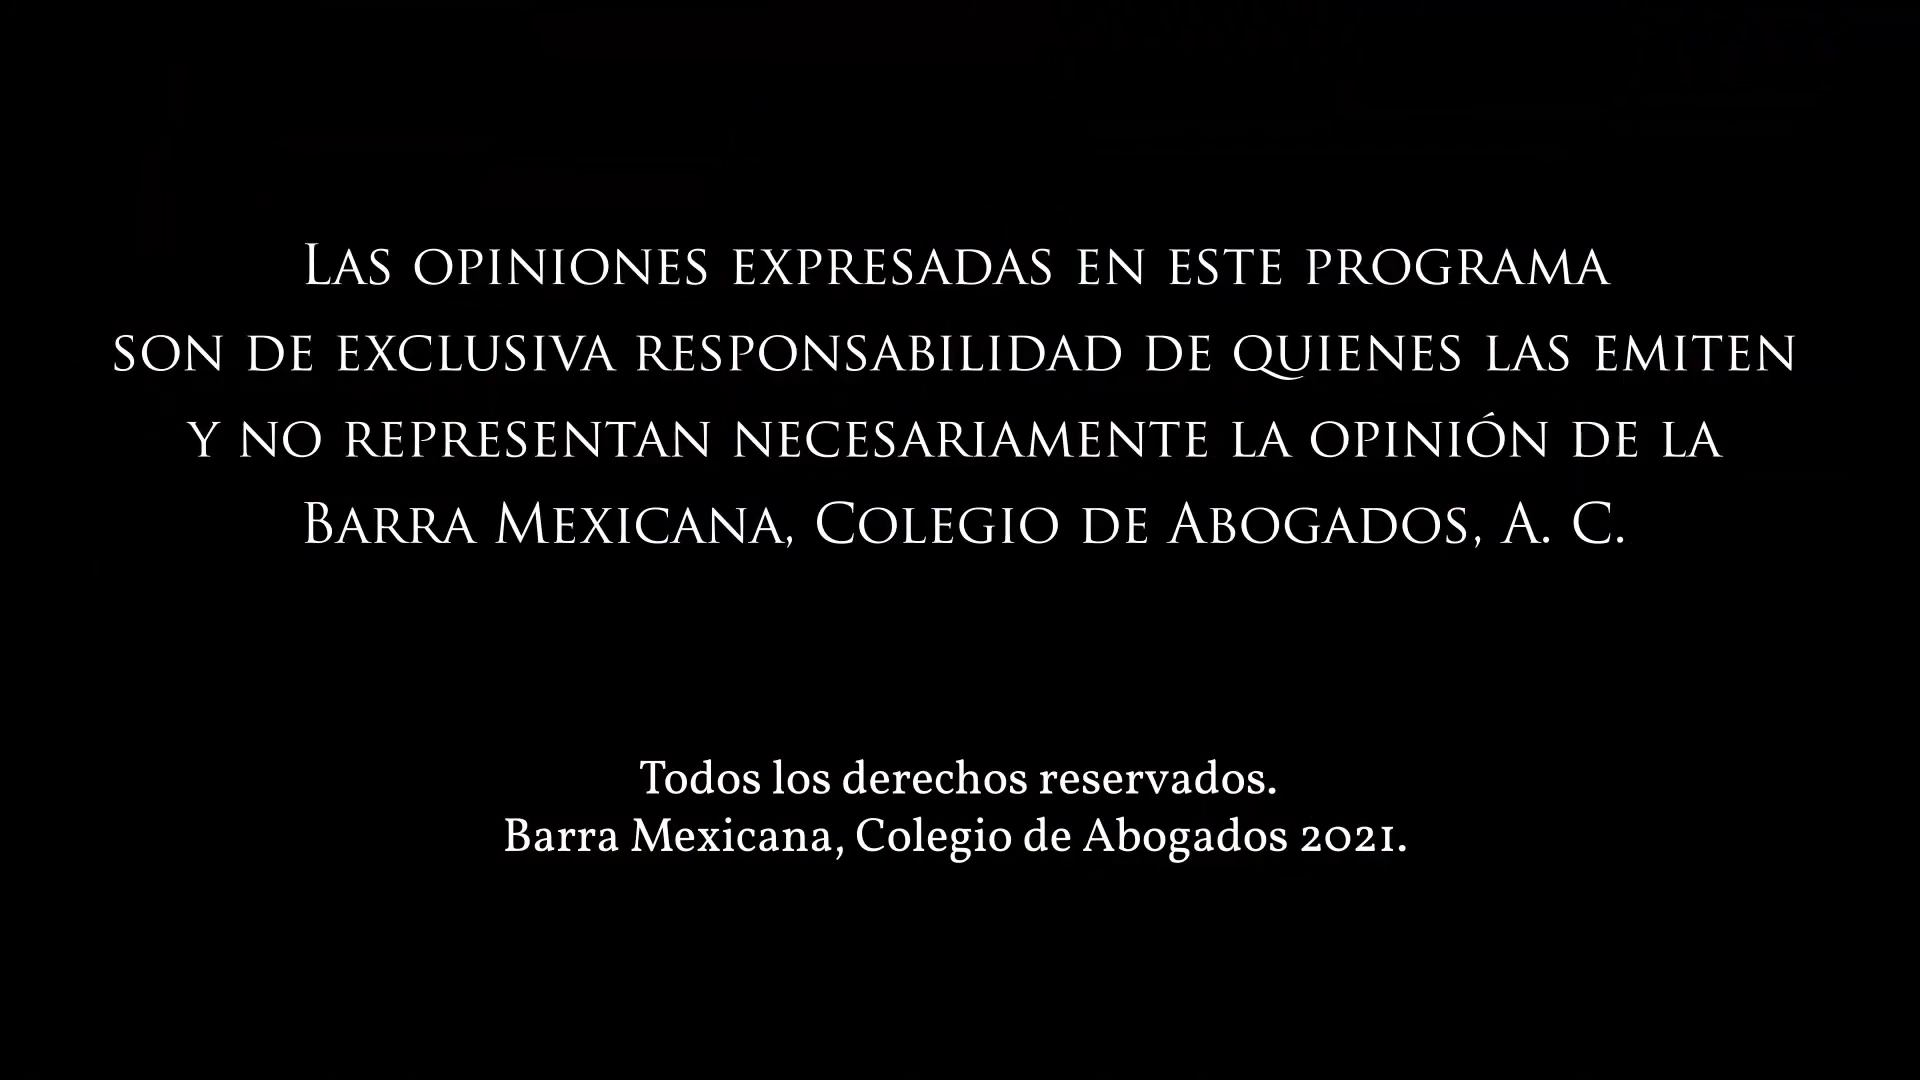 Las opiniones expresadas en este programa
son de exclusiva responsabilidad de quienes las emiten
y no representan necesariamente la opinión de la
Barra Mexicana, Colegio de Abogados, A. C.
Todos los derechos reservados.
Barra Mexicana, Colegio de Abogados 2021.